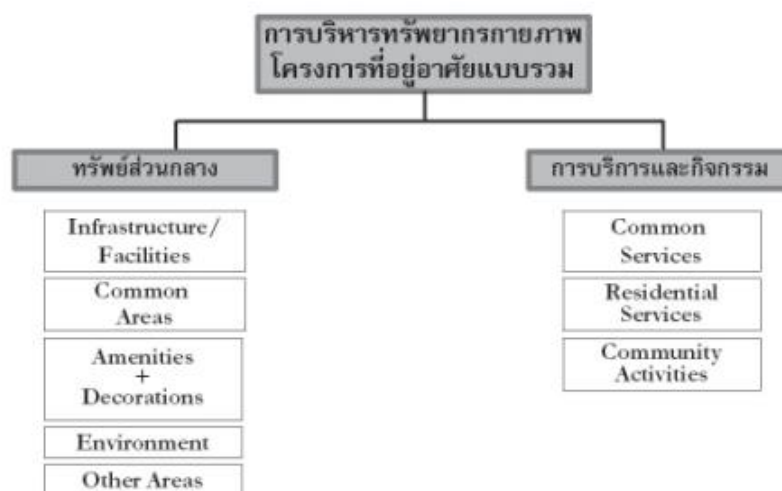 การบริหารทรัพยากรกายภาพ
โครงการที่อยู่อาศัยแบบรวม
ทรัพย์ส่วนกลาง
การบริการและกิจกรรม
Infrastructure/
Facilities
Common
Areas
Amenities
+
Decorations
Environment
Other Areas
Common
Services
Residential
Services
Community
Activities